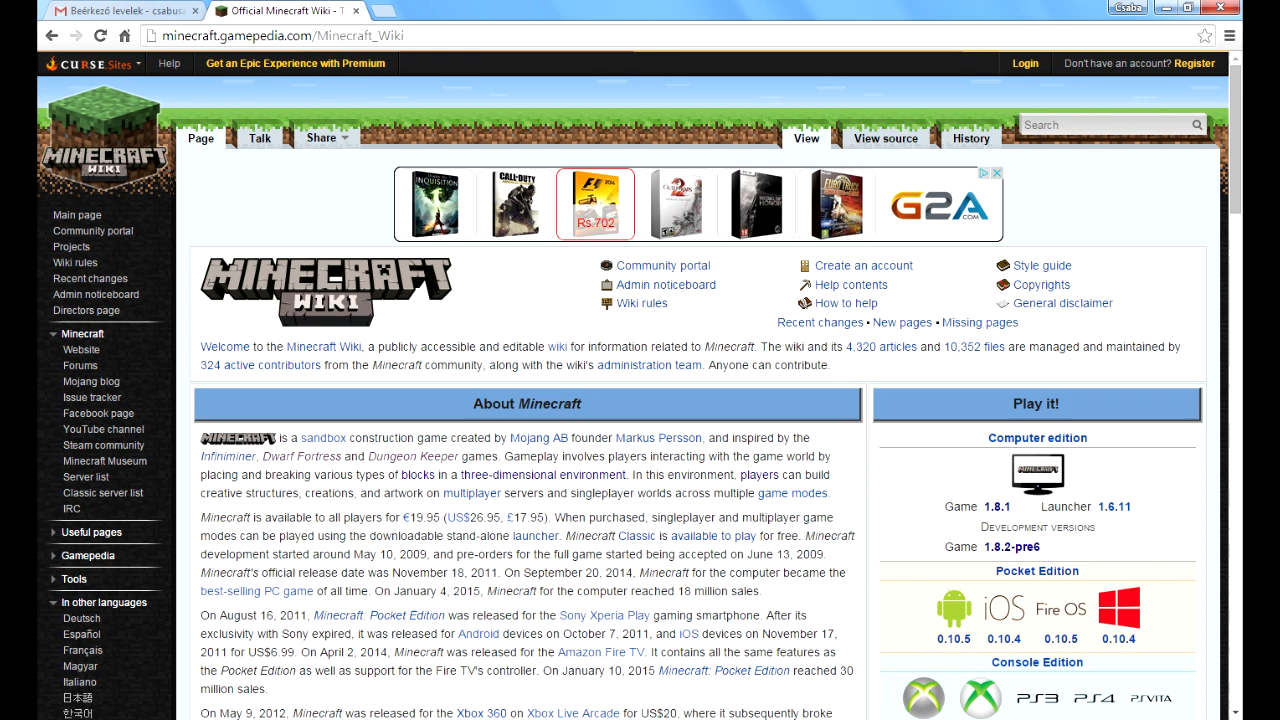 Beérkező levelek - csabusa
Official Minecraft Wiki - T
Csaba
minecraft.gamepedia.com/Minecraft_Wiki
CURSE.Sites Help Get an Epic Experience with Premium Login Don't have an account? Register
MINECRAFT
WIKI
Page Talk Share View View source History Search
INQUISITION
CALL OF DUTY
F1 2014
Rs.702
GUILD WARS 2
MEDAL OF HONOR
EURO TRUCK
G2A.COM
Main page
Community portal
Projects
Wiki rules
Recent changes
Admin noticeboard
Directors page
Minecraft
Website
Forums
Mojang blog
Issue tracker
Facebook page
YouTube channel
Steam community
Minecraft Museum
Server list
Classic server list
IRC
Useful pages
Gamepedia
Tools
In other languages
Deutsch
Español
Français
Magyar
Italiano
日本語
한국어
MINECRAFT
WIKI
Community portal Create an account Style guide
Admin noticeboard Help contents Copyrights
Wiki rules How to help General disclaimer
Recent changes • New pages • Missing pages
Welcome to the Minecraft Wiki, a publicly accessible and editable wiki for information related to Minecraft. The wiki and its 4,320 articles and 10,352 files are managed and maintained by
324 active contributors from the Minecraft community, along with the wiki's administration team. Anyone can contribute.
About Minecraft
MINECRAFT is a sandbox construction game created by Mojang AB founder Markus Persson, and inspired by the
Infiniminer, Dwarf Fortress and Dungeon Keeper games. Gameplay involves players interacting with the game world by
placing and breaking various types of blocks in a three-dimensional environment. In this environment, players can build
creative structures, creations, and artwork on multiplayer servers and singleplayer worlds across multiple game modes.
Minecraft is available to all players for €19.95 (US$26.95, £17.95). When purchased, singleplayer and multiplayer game
modes can be played using the downloadable stand-alone launcher. Minecraft Classic is available to play for free. Minecraft
development started around May 10, 2009, and pre-orders for the full game started being accepted on June 13, 2009.
Minecraft's official release date was November 18, 2011. On September 20, 2014, Minecraft for the computer became the
best-selling PC game of all time. On January 4, 2015, Minecraft for the computer reached 18 million sales.
On August 16, 2011, Minecraft: Pocket Edition was released for the Sony Xperia Play gaming smartphone. After its
exclusivity with Sony expired, it was released for Android devices on October 7, 2011, and iOS devices on November 17,
2011 for US$6.99. On April 2, 2014, Minecraft was released for the Amazon Fire TV. It contains all the same features as
the Pocket Edition as well as support for the Fire TV's controller. On January 10, 2015 Minecraft: Pocket Edition reached 30
million sales.
On May 9, 2012, Minecraft was released for the Xbox 360 on Xbox Live Arcade for US$20, where it subsequently broke
Play it!
Computer edition
MINECRAFT
Game 1.8.1 Launcher 1.6.11
Development versions
Game 1.8.2-pre6
Pocket Edition
iOS Fire OS
0.10.5 0.10.4 0.10.5 0.10.4
Console Edition
PS3 PS4 PSVITA